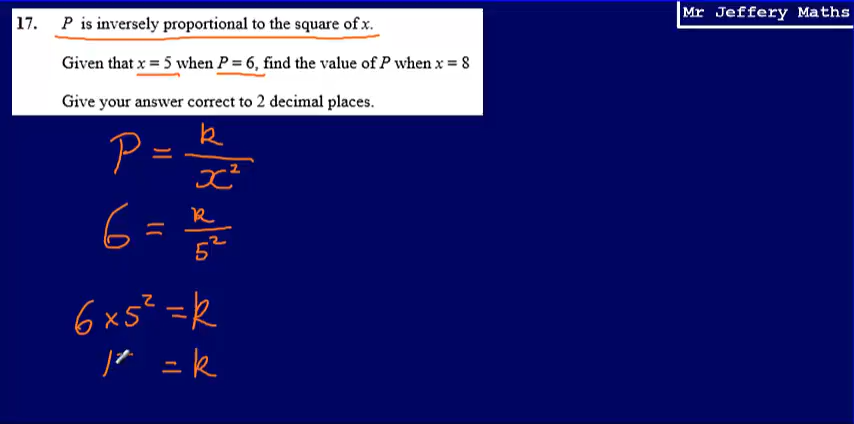 Mr Jeffery Maths
17. P is inversely proportional to the square of x.
Given that x = 5 when P = 6, find the value of P when x = 8
Give your answer correct to 2 decimal places.
P = k / x²
6 = k / 5²
6 × 5² = k
= k